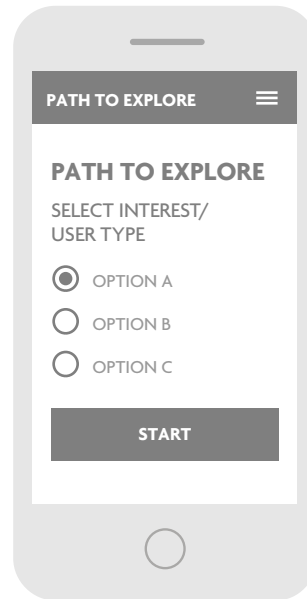 PATH TO EXPLORE
PATH TO EXPLORE
SELECT INTEREST/
USER TYPE
OPTION A
OPTION B
OPTION C
START